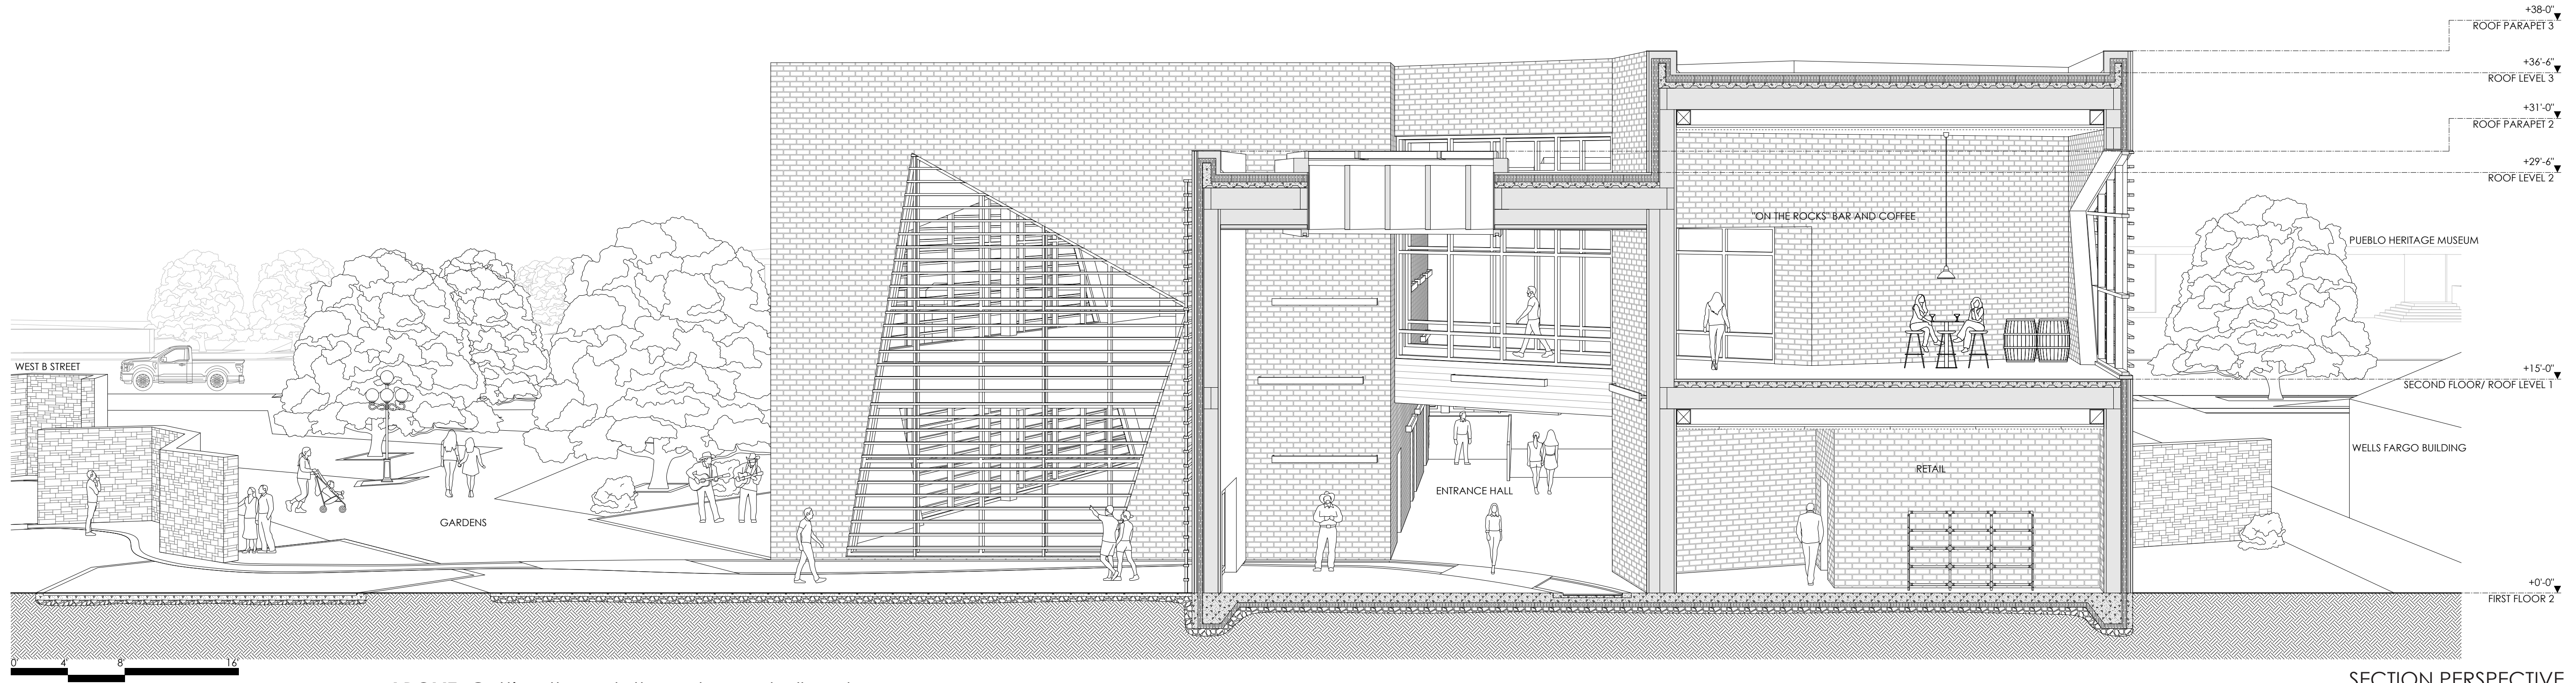 +38-0"
ROOF PARAPET 3
+36'-6"
ROOF LEVEL 3
+31'-0"
ROOF PARAPET 2
+29'-6"
ROOF LEVEL 2
"ON THE ROCKS" BAR AND COFFEE
PUEBLO HERITAGE MUSEUM
WEST B STREET
+15'-0"
SECOND FLOOR/ ROOF LEVEL 1
WELLS FARGO BUILDING
RETAIL
ENTRANCE HALL
GARDENS
+0'-0"
FIRST FLOOR 2
0' 4' 8' 16'
SECTION PERSPECTIVE